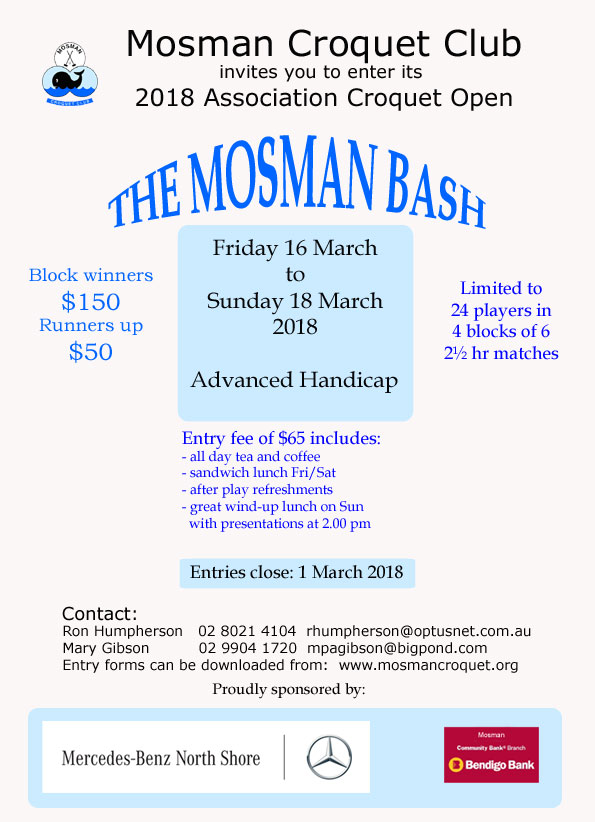 MOSMAN
CROQUET CLUB
Mosman Croquet Club
invites you to enter its
2018 Association Croquet Open
THE MOSMAN BASH
Friday 16 March
to
Sunday 18 March
2018
Advanced Handicap
Block winners
$150
Runners up
$50
Limited to
24 players in
4 blocks of 6
2½ hr matches
Entry fee of $65 includes:
- all day tea and coffee
- sandwich lunch Fri/Sat
- after play refreshments
- great wind-up lunch on Sun
with presentations at 2.00 pm
Entries close: 1 March 2018
Contact:
Ron Humpherson 02 8021 4104 rhumpherson@optusnet.com.au
Mary Gibson 02 9904 1720 mpagibson@bigpond.com
Entry forms can be downloaded from: www.mosmancroquet.org
Proudly sponsored by:
Mercedes-Benz North Shore
Mosman
Community Bank® Branch
Bendigo Bank